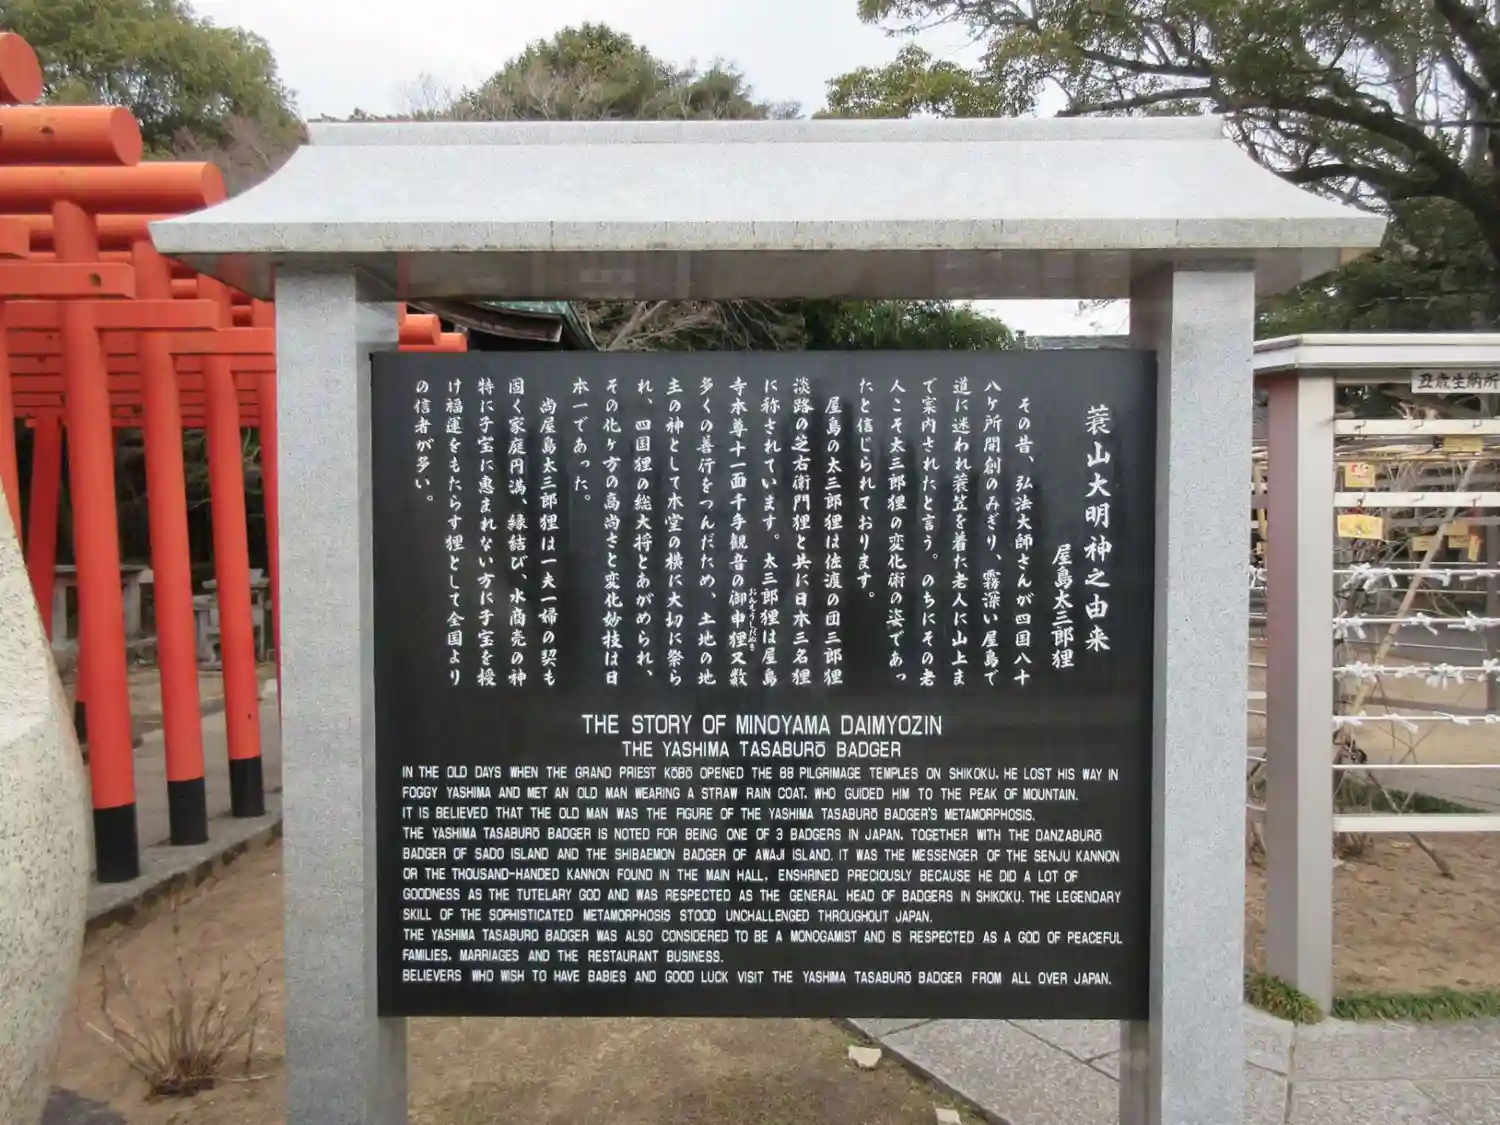 蓑山大明神之由来
屋島太三郎狸
その昔、弘法大師さんが四国八十
八ケ所開創のみぎり、霧深い屋島で
道に迷われ蓑笠を着た老人に山上ま
で案内されたと言う。のちにその老
人こそ太三郎狸の変化術の姿であっ
たと信じられております。
屋島の太三郎狸は佐渡の団三郎狸
淡路の芝右衛門狸と共に日本三名狸
に称されています。太三郎狸は屋島
寺本尊十一面千手観音の御申狸又数
多くの善行をつんだため、土地の地
主の神として本堂の横に大切に祭ら
れ、四国狸の総大将とあがめられ、
その化ヶ方の高尚さと変化妙技は日
本一であった。
尚屋島太三郎狸は一夫一婦の契も
固く家庭円満、縁結び、水商売の神
特に子宝に恵まれない方に子宝を授
け福運をもたらす狸として全国より
の信者が多い。
THE STORY OF MINOYAMA DAIMYOZIN
THE YASHIMA TASABURŌ BADGER
IN THE OLD DAYS WHEN THE GRAND PRIEST KŌBŌ OPENED THE 88 PILGRIMAGE TEMPLES ON SHIKOKU, HE LOST HIS WAY IN
FOGGY YASHIMA AND MET AN OLD MAN WEARING A STRAW RAIN COAT, WHO GUIDED HIM TO THE PEAK OF MOUNTAIN.
IT IS BELIEVED THAT THE OLD MAN WAS THE FIGURE OF THE YASHIMA TASABURŌ BADGER'S METAMORPHOSIS.
THE YASHIMA TASABURŌ BADGER IS NOTED FOR BEING ONE OF 3 BADGERS IN JAPAN, TOGETHER WITH THE DANZABURŌ
BADGER OF SADO ISLAND AND THE SHIBAEMON BADGER OF AWAJI ISLAND. IT WAS THE MESSENGER OF THE SENJU KANNON
OR THE THOUSAND-HANDED KANNON FOUND IN THE MAIN HALL, ENSHRINED PRECIOUSLY BECAUSE HE DID A LOT OF
GOODNESS AS THE TUTELARY GOD AND WAS RESPECTED AS THE GENERAL HEAD OF BADGERS IN SHIKOKU. THE LEGENDARY
SKILL OF THE SOPHISTICATED METAMORPHOSIS STOOD UNCHALLENGED THROUGHOUT JAPAN.
THE YASHIMA TASABURO BADGER WAS ALSO CONSIDERED TO BE A MONOGAMIST AND IS RESPECTED AS A GOD OF PEACEFUL
FAMILIES, MARRIAGES AND THE RESTAURANT BUSINESS.
BELIEVERS WHO WISH TO HAVE BABIES AND GOOD LUCK VISIT THE YASHIMA TASABURŌ BADGER FROM ALL OVER JAPAN.